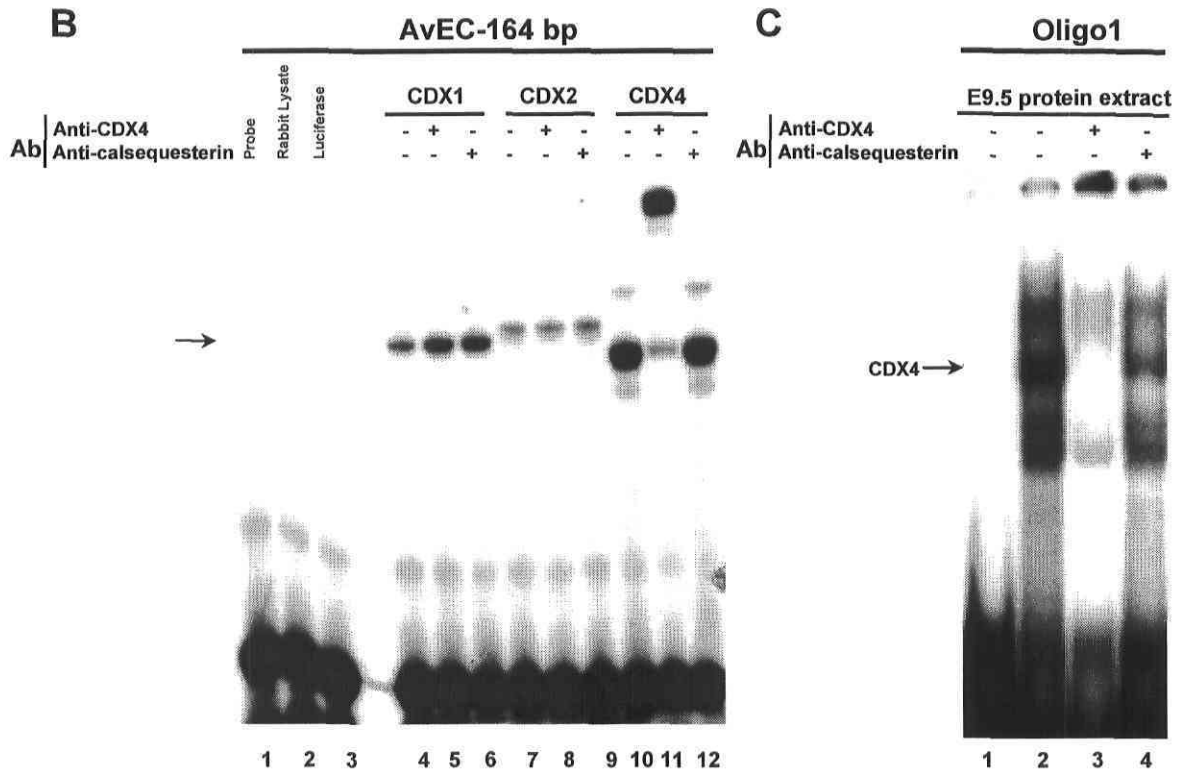 B
AvEC-164 bp
Probe
Rabbit Lysate
Luciferase
CDX1 CDX2 CDX4
Ab
Anti-CDX4 - + - - + - - + -
Anti-calsequesterin - - + - - + - - +
1 2 3 4 5 6 7 8 9 10 11 12
C
Oligo1
E9.5 protein extract
Ab
Anti-CDX4 - - + -
Anti-calsequesterin - - - +
CDX4
1 2 3 4